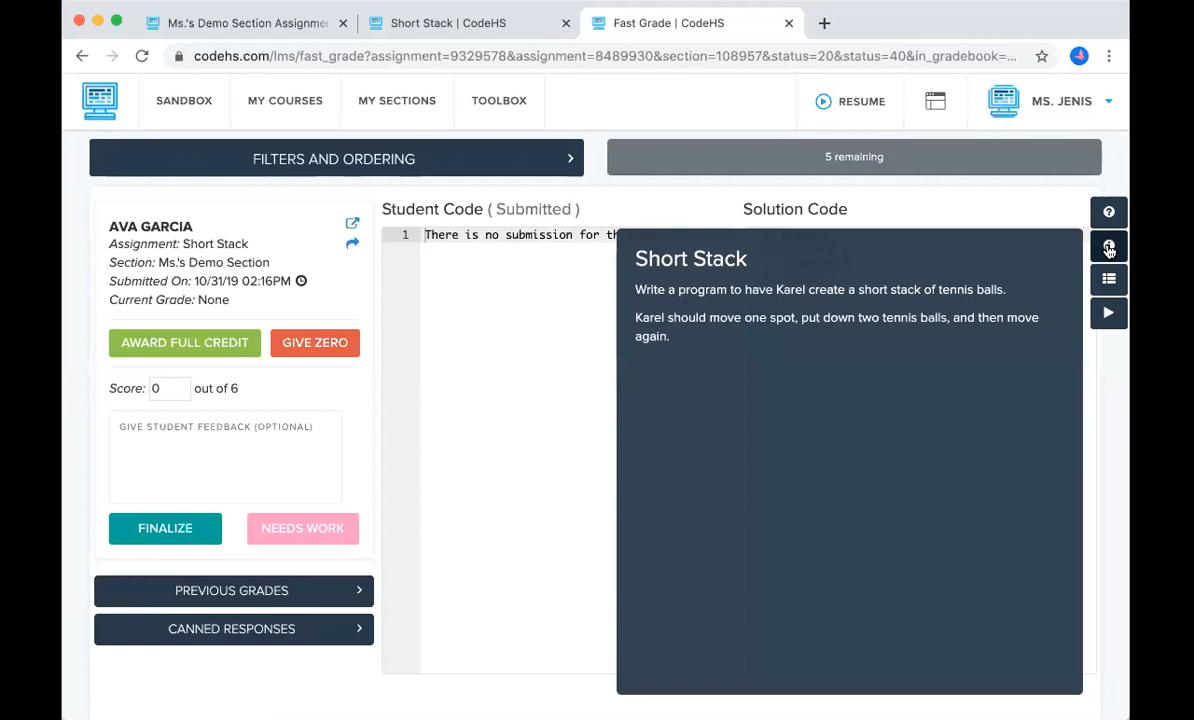 Ms.'s Demo Section Assignmen
Short Stack | CodeHS
Fast Grade | CodeHS
codehs.com/lms/fast_grade?assignment=9329578&assignment=8489930&section=108957&status=20&status=40&in_gradebook=...
SANDBOX
MY COURSES
MY SECTIONS
TOOLBOX
RESUME
MS. JENIS
FILTERS AND ORDERING
5 remaining
AVA GARCIA
Assignment: Short Stack
Section: Ms.'s Demo Section
Submitted On: 10/31/19 02:16PM
Current Grade: None
AWARD FULL CREDIT
GIVE ZERO
Score: 0 out of 6
GIVE STUDENT FEEDBACK (OPTIONAL)
FINALIZE
NEEDS WORK
PREVIOUS GRADES
CANNED RESPONSES
Student Code ( Submitted )
1 There is no submission for th
Solution Code
Short Stack
Write a program to have Karel create a short stack of tennis balls.
Karel should move one spot, put down two tennis balls, and then move
again.